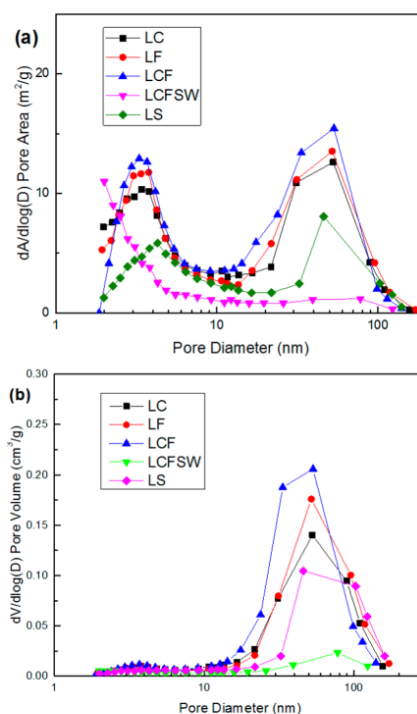 (a)
LC
LF
LCF
LCFSW
LS
dA/dlog(D) Pore Area (m²/g)
20
10
0
1
10
100
Pore Diameter (nm)
(b)
LC
LF
LCF
LCFSW
LS
dV/dlog(D) Pore Volume (cm³/g)
0.30
0.25
0.20
0.15
0.10
0.05
0.00
10
100
Pore Diameter (nm)